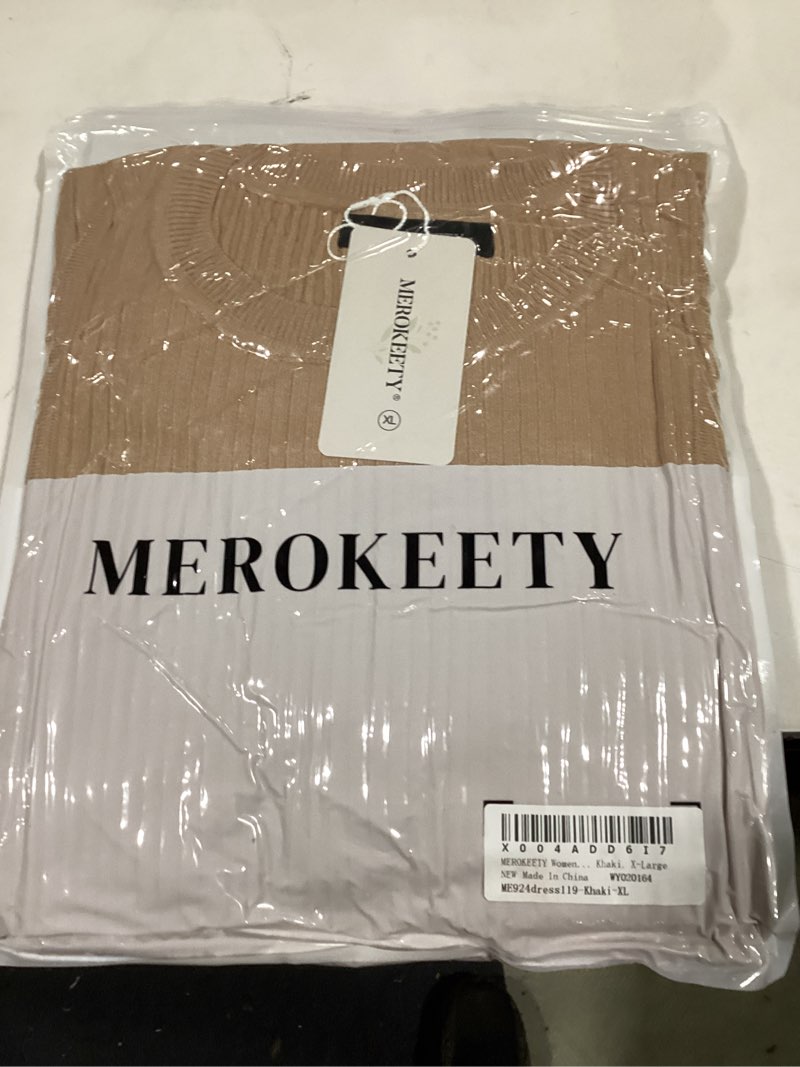 MEROKEETY®
XL
MEROKEETY
X004ADD6I7
MEROKEETY Women... Khaki, X-Large
NEW Made in China WY020164
ME924dress119-Khaki-XL